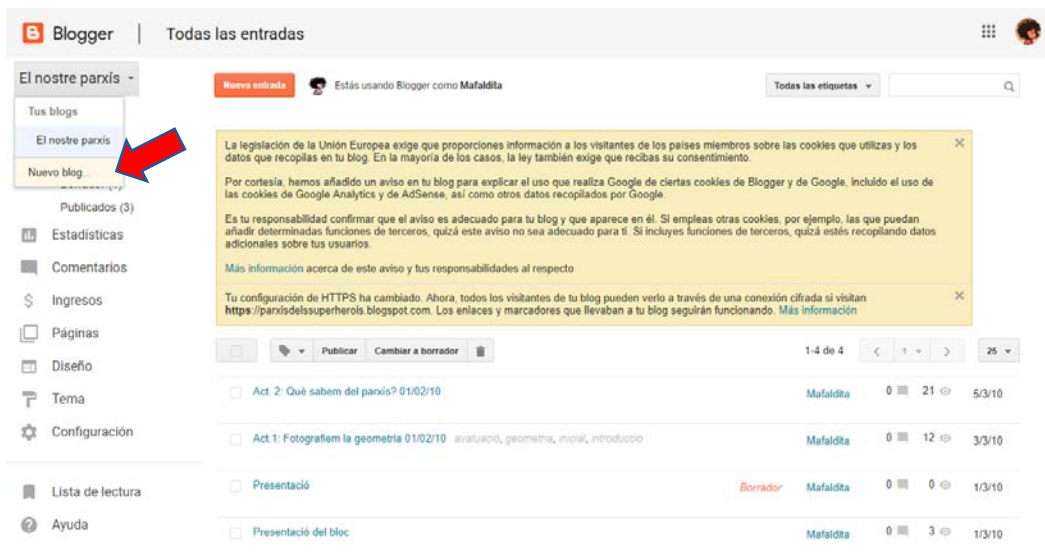 Blogger | Todas las entradas
El nostre parxís
Tus blogs
El nostre parxís
Nuevo blog...
Publicados (3)
Estadísticas
Comentarios
Ingresos
Páginas
Diseño
Tema
Configuración
Lista de lectura
Ayuda
Nueva entrada
Estás usando Blogger como Mafaldita
Todas las etiquetas
La legislación de la Unión Europea exige que proporciones información a los visitantes de los países miembros sobre las cookies que utilizas y los
datos que recopilas en tu blog. En la mayoría de los casos, la ley también exige que recibas su consentimiento.
Por cortesía, hemos añadido un aviso en tu blog para explicar el uso que realiza Google de ciertas cookies de Blogger y de Google, incluido el uso de
las cookies de Google Analytics y de AdSense, así como otros datos recopilados por Google.
Es tu responsabilidad confirmar que el aviso es adecuado para tu blog y que aparece en él. Si empleas otras cookies, por ejemplo, las que puedan
añadir determinadas funciones de terceros, quizá este aviso no sea adecuado para ti. Si incluyes funciones de terceros, quizá estés recopilando datos
adicionales sobre tus usuarios.
Más información acerca de este aviso y tus responsabilidades al respecto
Tu configuración de HTTPS ha cambiado. Ahora, todos los visitantes de tu blog pueden verlo a través de una conexión cifrada si visitan
https://parxisdelssuperherois.blogspot.com. Los enlaces y marcadores que llevaban a tu blog seguirán funcionando. Más información
Publicar Cambiar a borrador 1-4 de 4 1 25
Act. 2: Què sabem del parxís? 01/02/10 Mafaldita 0 21 5/3/10
Act.1: Fotografiem la geometria 01/02/10 avaluació, geometria, inicial, introduccio Mafaldita 0 12 3/3/10
Presentació Borrador Mafaldita 0 0 1/3/10
Presentació del bloc Mafaldita 0 3 1/3/10